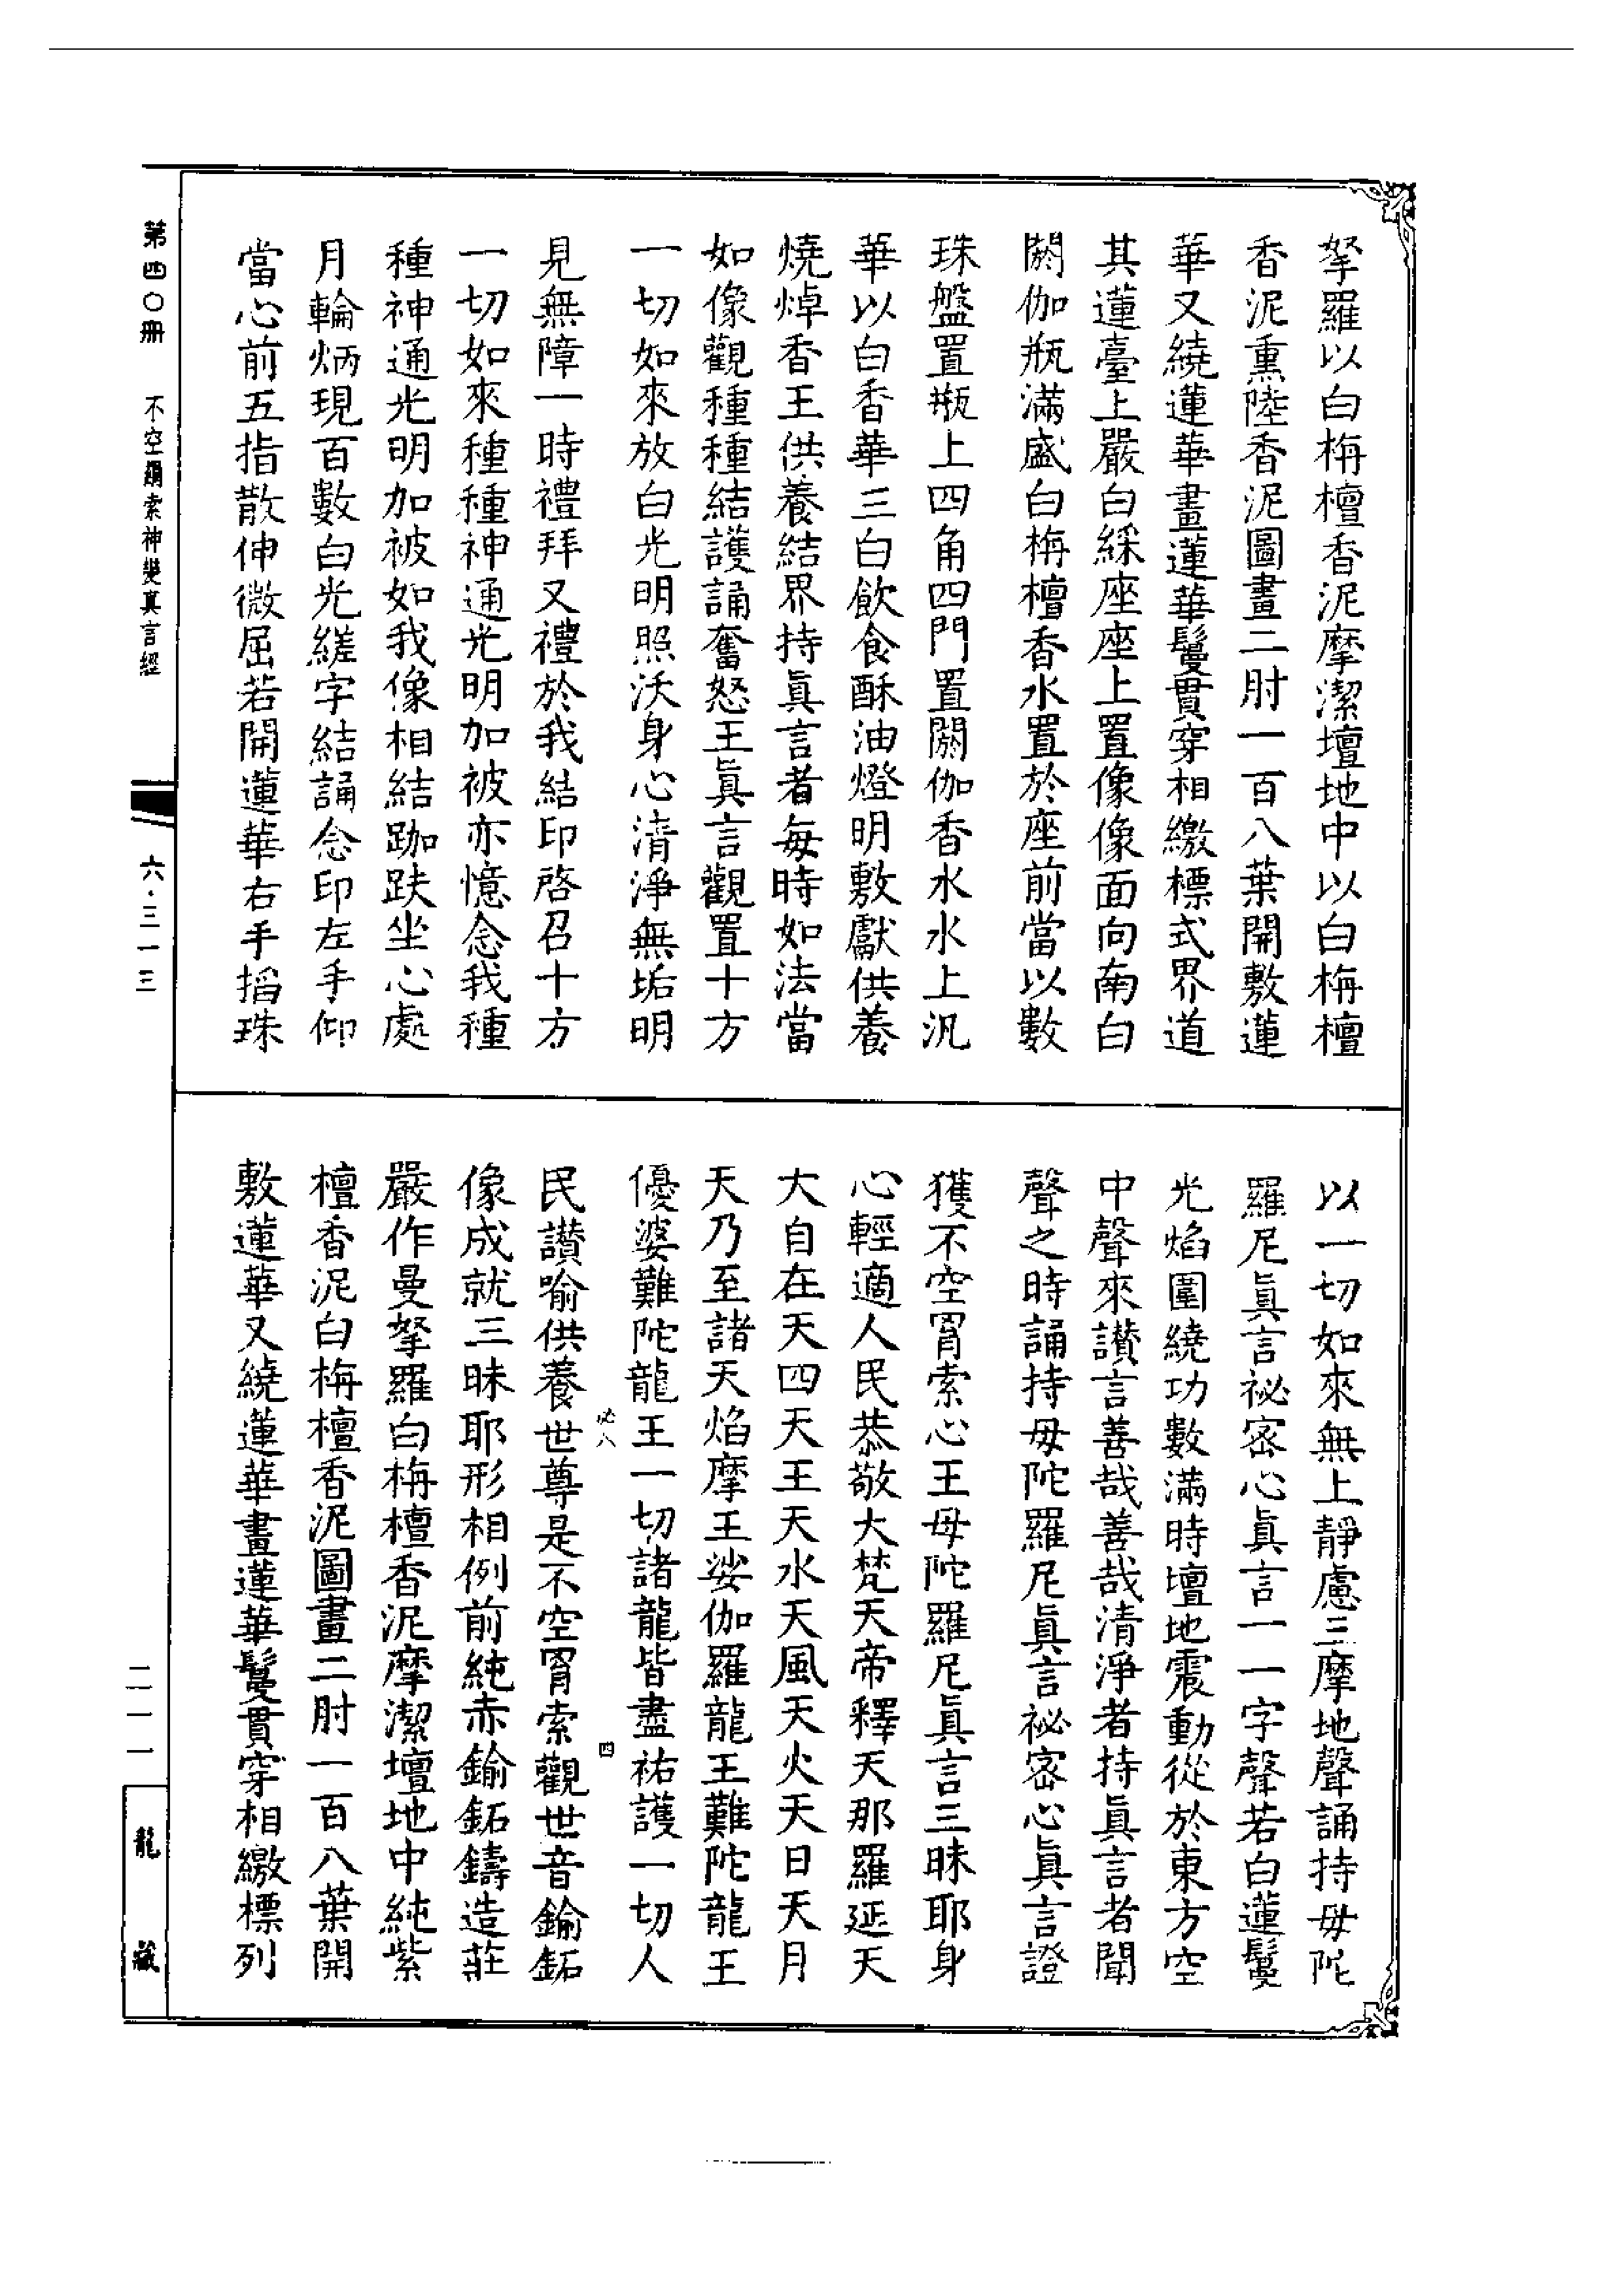 拏羅以白栴檀香泥摩潔壇地中以白栴檀
香泥熏陸香泥圖畫二肘一百八葉開敷蓮
華又繞蓮華畫蓮華鬘貫穿相繳標式界道
其蓮臺上嚴白綵座座上置像像面向南白
閼伽瓶滿盛白栴檀香水置於座前當以數
珠盤置瓶上四角四門置閼伽香水水上汎
華以白香華三白飲食酥油燈明敷獻供養
燒焯香王供養結界持眞言者每時如法當
如像觀種種結護誦奮怒王眞言觀置十方
一切如來放白光明照沃身心清淨無垢明
見無障一時禮拜又禮於我結印啓召十方
一切如來種種神通光明加被亦憶念我種
種神通光明加被如我像相結跏趺坐心處
月輪炳現百數白光縒字結誦念印左手仰
當心前五指散伸微屈若開蓮華右手搯珠
以一切如來無上靜慮三摩地聲誦持母陀
羅尼眞言祕密心眞言一一字聲若白蓮鬘
光焰圍繞功數滿時壇地震動從於東方空
中聲來讃言善哉善哉清淨者持眞言者聞
聲之時誦持母陀羅尼眞言祕密心眞言證
獲不空罥索心王母陀羅尼眞言三昧耶身
心輕適人民恭敬大梵天帝釋天那羅延天
大自在天四天王天水天風天火天日天月
天乃至諸天焰摩王娑伽羅龍王難陀龍王
優婆難陀龍王一切諸龍皆盡祐護一切人
必八 四
民讃喻供養世尊是不空罥索觀世音鍮鉐
像成就三昧耶形相例前純赤鍮鉐鑄造莊
嚴作曼拏羅白栴檀香泥摩潔壇地中純紫
檀香泥白栴檀香泥圖畫二肘一百八葉開
敷蓮華又繞蓮華畫蓮華鬘貫穿相繳標列
第四〇册 不空罥索神變真言經
六·三一三
二一一
龍藏